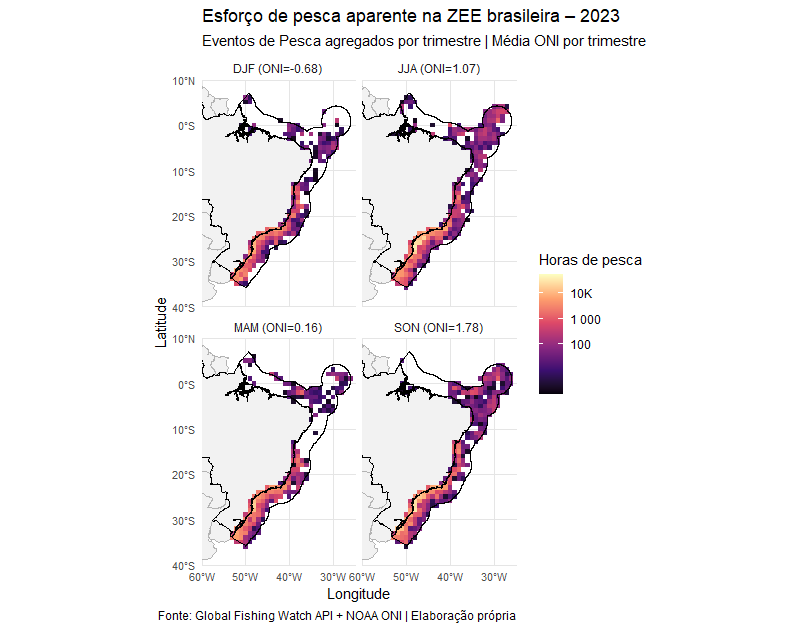 Esforço de pesca aparente na ZEE brasileira – 2023
Eventos de Pesca agregados por trimestre | Média ONI por trimestre
DJF (ONI=-0.68)
JJA (ONI=1.07)
10°N
0°S
10°S
20°S
30°S
40°S
MAM (ONI=0.16)
SON (ONI=1.78)
10°N
0°S
10°S
20°S
30°S
40°S
60°W 50°W 40°W 30°W 60°W 50°W 40°W 30°W
Longitude
Latitude
Horas de pesca
10K
1 000
100
Fonte: Global Fishing Watch API + NOAA ONI | Elaboração própria